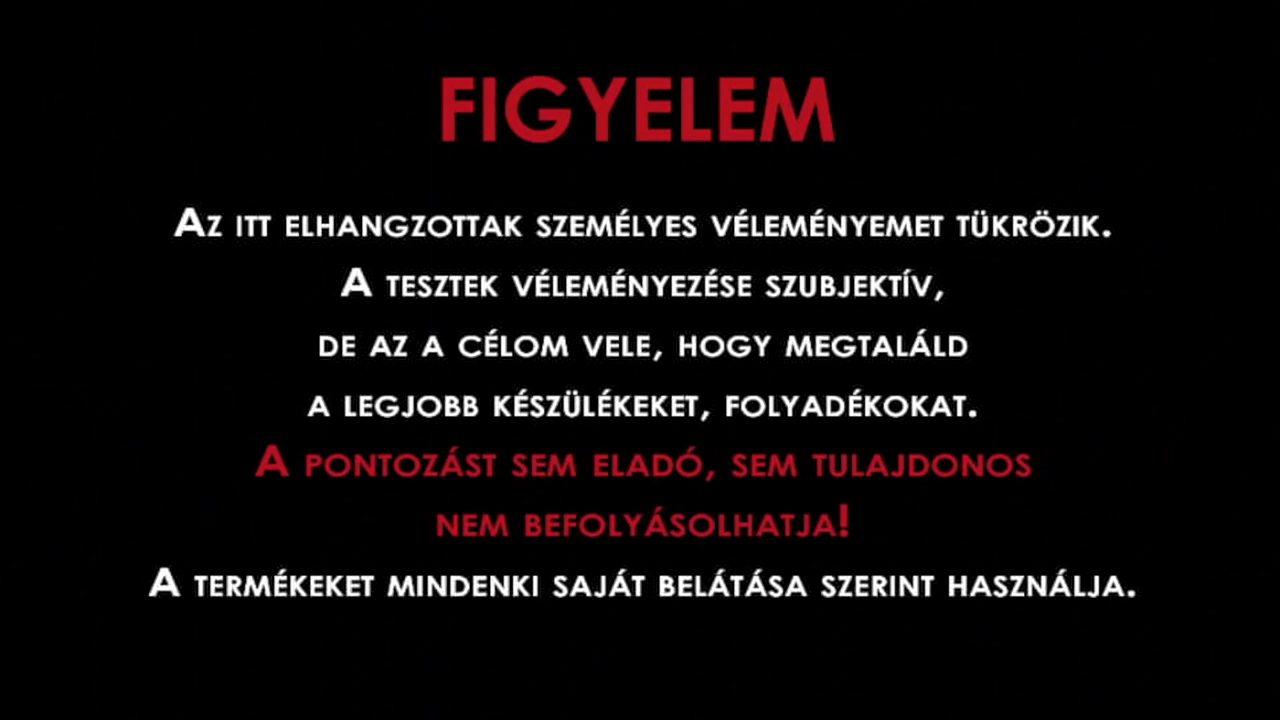 FIGYELEM
Az itt elhangzottak személyes véleményemet tükrözik.
A tesztek véleményezése szubjektív,
de az a célom vele, hogy megtaláld
a legjobb készülékeket, folyadékokat.
A pontozást sem eladó, sem tulajdonos
nem befolyásolhatja!
A termékeket mindenki saját belátása szerint használja.